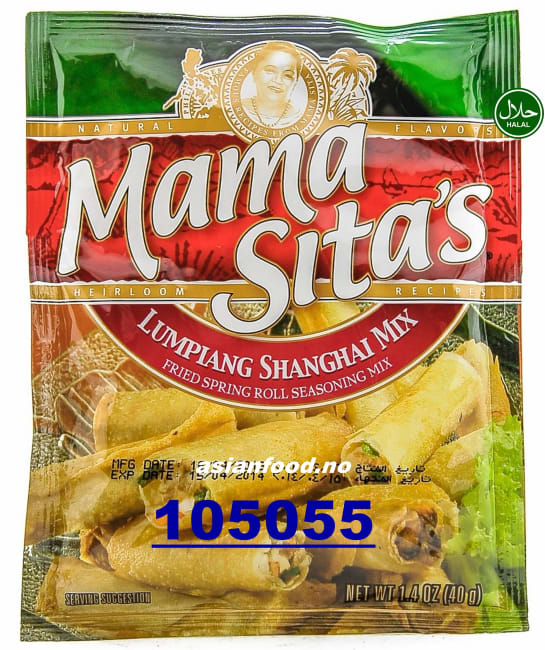 حلال
HALAL
NATURAL FLAVORS
Mama
Sita's
HEIRLOOM RECIPES
LUMPIANG SHANGHAI MIX
FRIED SPRING ROLL SEASONING MIX
MFG DATE:
asianfood.no
EXP DATE: 15/04/2014
105055
SERVING SUGGESTION
NET WT 1.4 OZ (40 g)